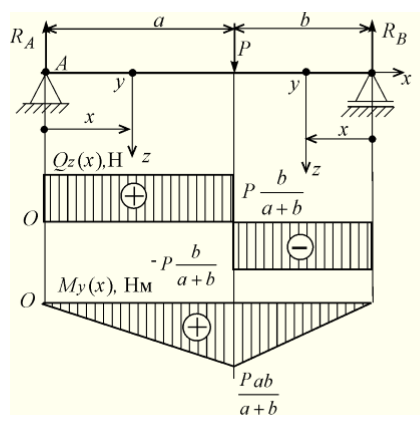 a b
R_A P R_B
A y y x
x x
z z
Qz(x),Н
+ P b/(a+b)
O
-P b/(a+b) −
O My(x), Нм
+
Pab/(a+b)